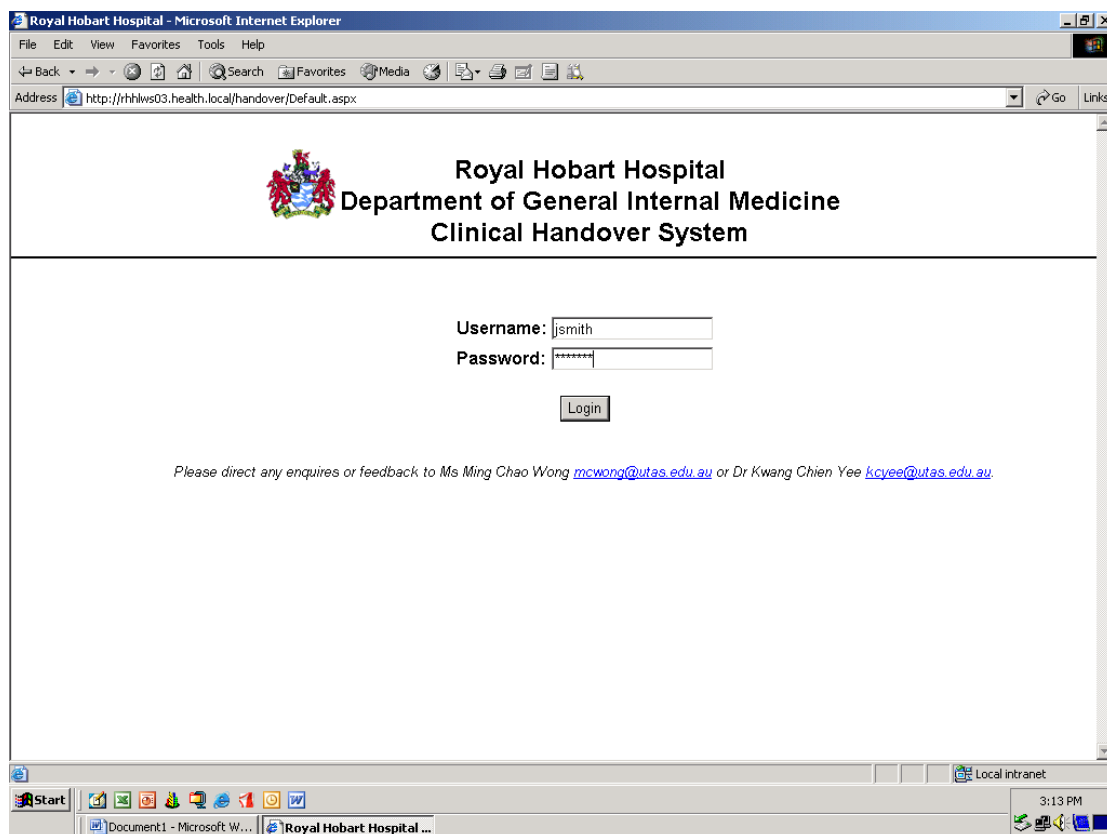 Royal Hobart Hospital - Microsoft Internet Explorer
File Edit View Favorites Tools Help
Back Search Favorites Media
Address http://rhhlws03.health.local/handover/Default.aspx Go Links
Royal Hobart Hospital
Department of General Internal Medicine
Clinical Handover System
Username: jsmith
Password: *******
Login
Please direct any enquires or feedback to Ms Ming Chao Wong mcwong@utas.edu.au or Dr Kwang Chien Yee kcyee@utas.edu.au.
Local intranet
Start 3:13 PM
Document1 - Microsoft W... Royal Hobart Hospital ...